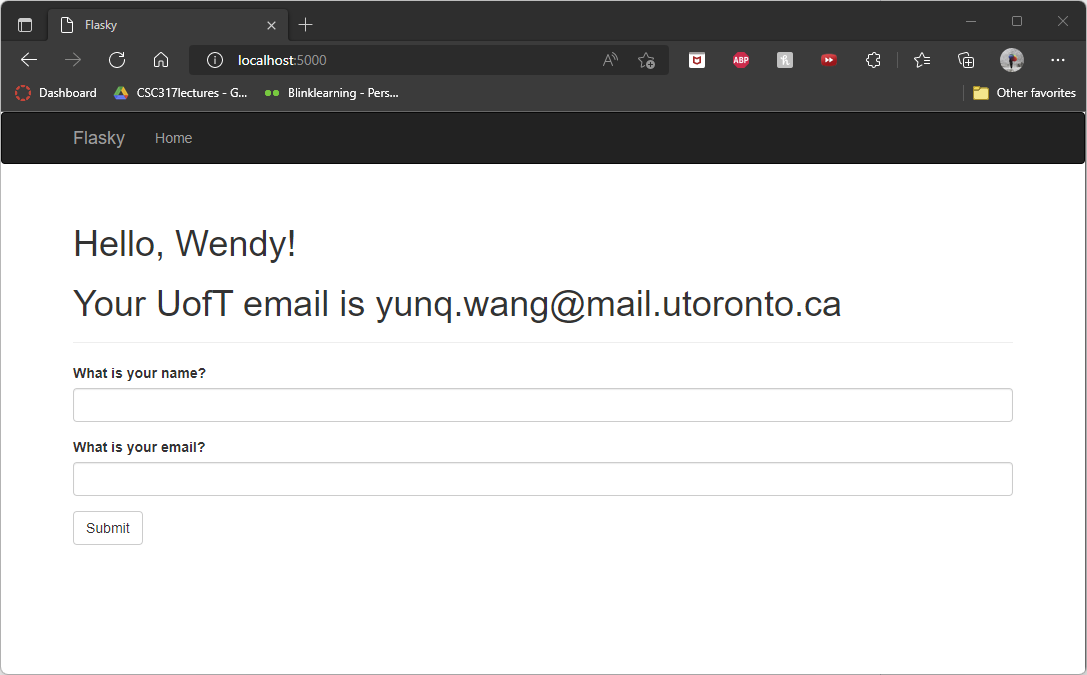 Flasky
localhost:5000
ABP
Dashboard
CSC317lectures - G...
Blinklearning - Pers...
Other favorites
Flasky Home
Hello, Wendy!
Your UofT email is yunq.wang@mail.utoronto.ca
What is your name?
What is your email?
Submit